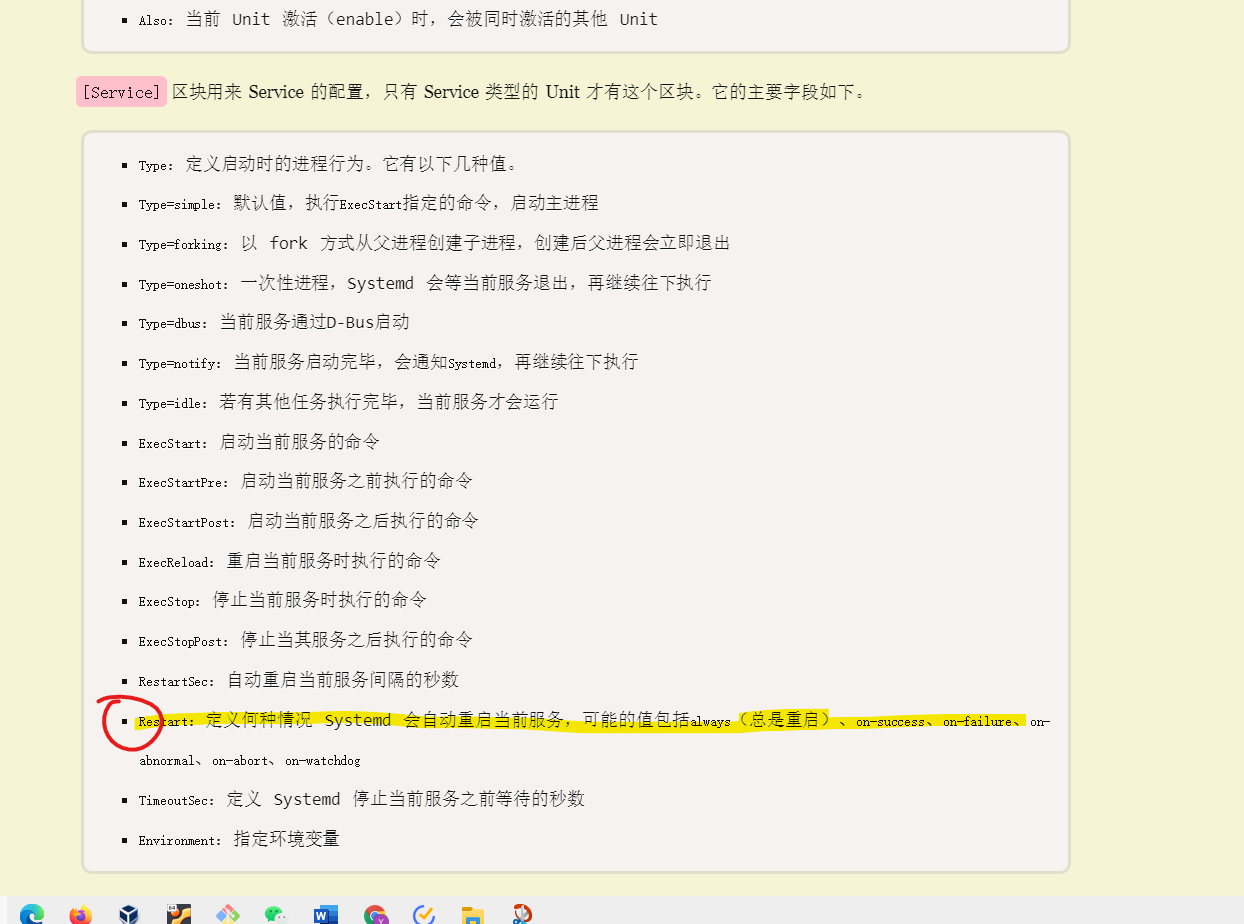 Also: 当前 Unit 激活（enable）时，会被同时激活的其他 Unit
[Service] 区块用来 Service 的配置，只有 Service 类型的 Unit 才有这个区块。它的主要字段如下。
Type: 定义启动时的进程行为。它有以下几种值。
Type=simple: 默认值，执行ExecStart指定的命令，启动主进程
Type=forking: 以 fork 方式从父进程创建子进程，创建后父进程会立即退出
Type=oneshot: 一次性进程，Systemd 会等当前服务退出，再继续往下执行
Type=dbus: 当前服务通过D-Bus启动
Type=notify: 当前服务启动完毕，会通知Systemd，再继续往下执行
Type=idle: 若有其他任务执行完毕，当前服务才会运行
ExecStart: 启动当前服务的命令
ExecStartPre: 启动当前服务之前执行的命令
ExecStartPost: 启动当前服务之后执行的命令
ExecReload: 重启当前服务时执行的命令
ExecStop: 停止当前服务时执行的命令
ExecStopPost: 停止当其服务之后执行的命令
RestartSec: 自动重启当前服务间隔的秒数
Restart: 定义何种情况 Systemd 会自动重启当前服务，可能的值包括always（总是重启）、on-success、on-failure、on-
abnormal、on-abort、on-watchdog
TimeoutSec: 定义 Systemd 停止当前服务之前等待的秒数
Environment: 指定环境变量
64
W
Y